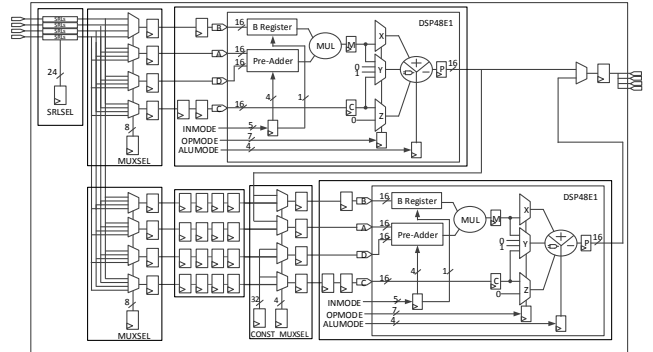 SRLs
SRLs
SRLs
SRLs
24
SRLSEL
8
MUXSEL
DSP48E1
16 B B Register
16 A
16 D Pre-Adder
16 C
MUL
M
X
0
1
Y
C
0
Z
P 16
4 1
INMODE 5
OPMODE 7
ALUMODE 4
8
MUXSEL
32 4
CONST MUXSEL
DSP48E1
16 B B Register
16 A
16 D Pre-Adder
16 C
MUL
M
X
0
1
Y
C
0
Z
P 16
4 1
INMODE 5
OPMODE 7
ALUMODE 4